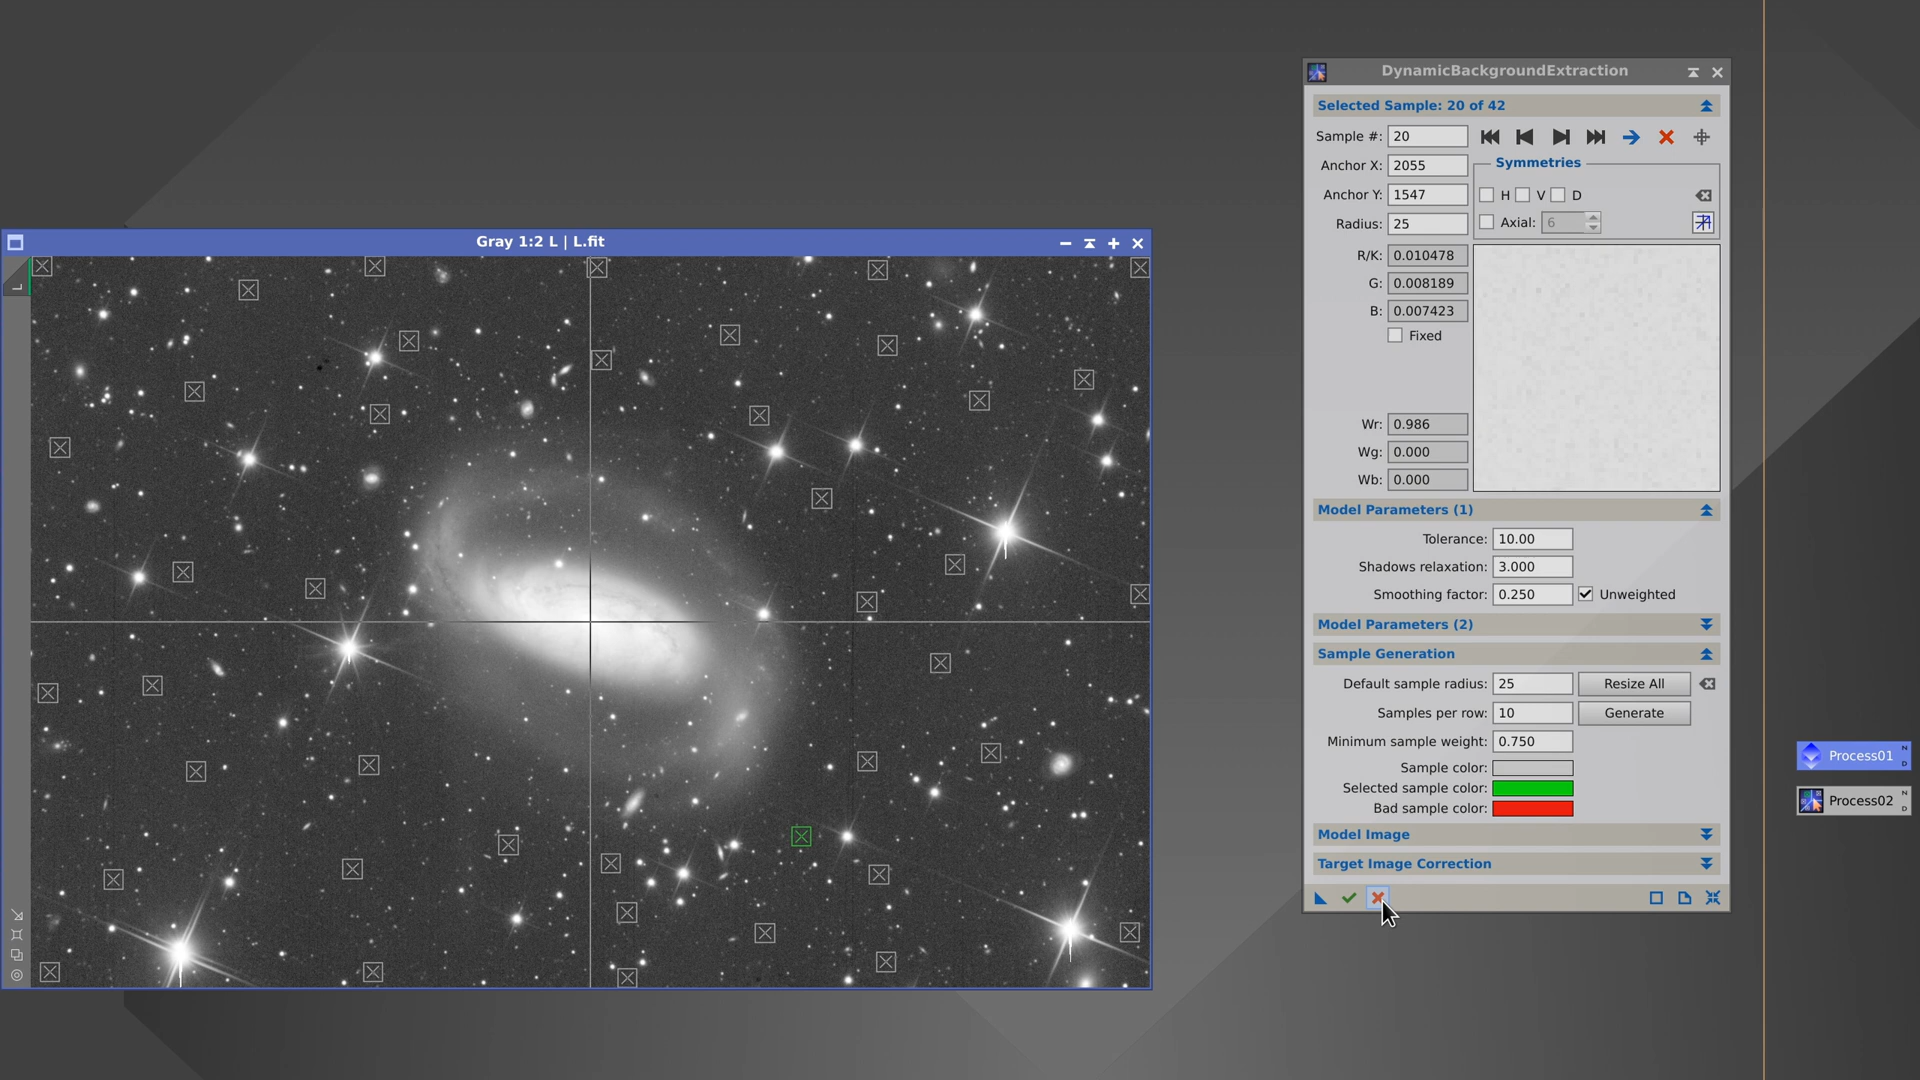 DynamicBackgroundExtraction
Selected Sample: 20 of 42
Sample #: 20
Anchor X: 2055
Symmetries
Anchor Y: 1547
H V D
Radius: 25
Axial: 6
R/K: 0.010478
G: 0.008189
B: 0.007423
Fixed
Wr: 0.986
Wg: 0.000
Wb: 0.000
Model Parameters (1)
Tolerance: 10.00
Shadows relaxation: 3.000
Smoothing factor: 0.250 Unweighted
Model Parameters (2)
Sample Generation
Default sample radius: 25 Resize All
Samples per row: 10 Generate
Minimum sample weight: 0.750
Sample color:
Selected sample color:
Bad sample color:
Model Image
Target Image Correction
Gray 1:2 L | L.fit
L
Process01 N D
Process02 N D